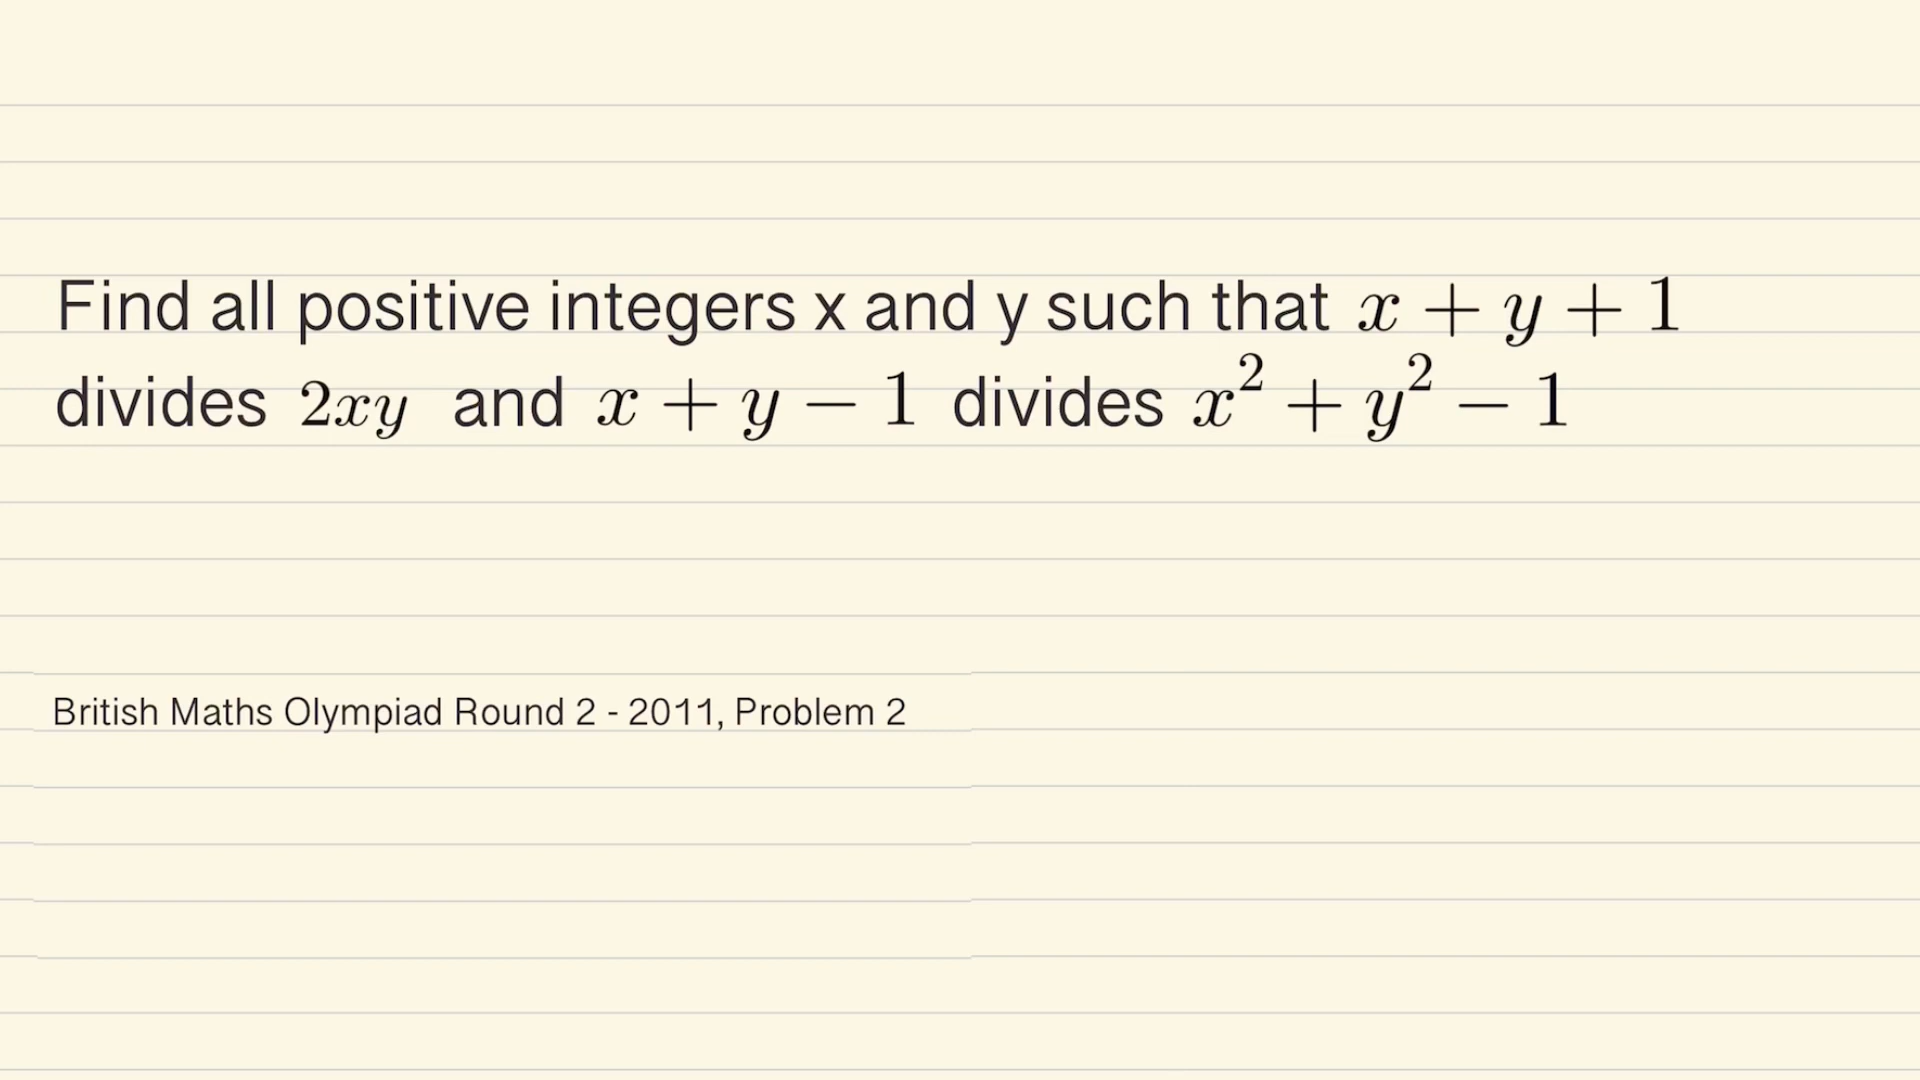 Find all positive integers x and y such that x + y + 1
divides 2xy and x + y − 1 divides x² + y² − 1
British Maths Olympiad Round 2 - 2011, Problem 2